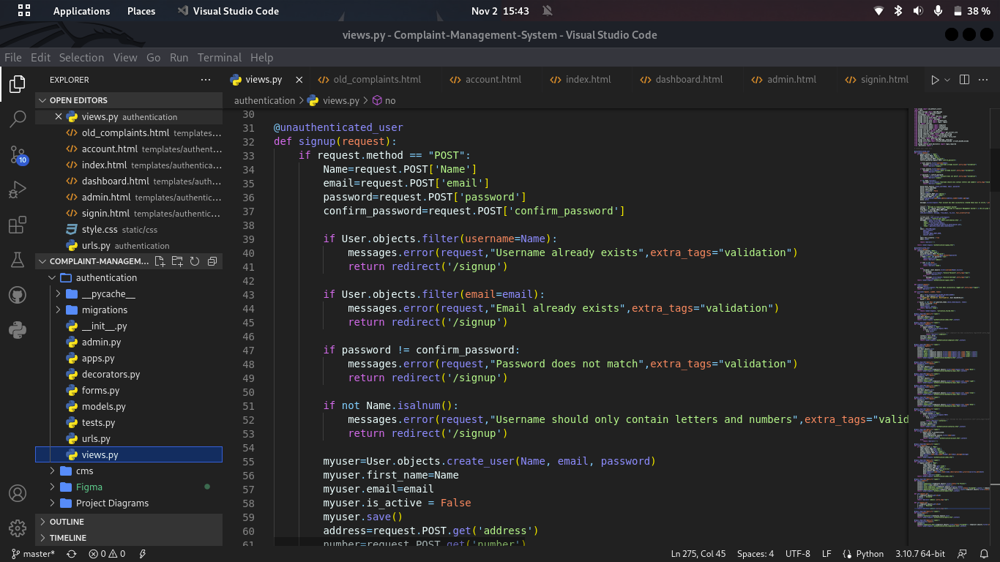 Applications Places Visual Studio Code Nov 2 15:43 38 %
views.py - Complaint-Management-System - Visual Studio Code
File Edit Selection View Go Run Terminal Help
EXPLORER
views.py old_complaints.html account.html index.html dashboard.html admin.html signin.html
OPEN EDITORS
authentication > views.py > no
views.py authentication
old_complaints.html templates...
account.html templates/authent...
index.html templates/authentica...
dashboard.html templates/auth...
admin.html templates/authentic...
signin.html templates/authentic...
style.css static/css
urls.py authentication
10
COMPLAINT-MANAGEM...
authentication
__pycache__
migrations
__init__.py
admin.py
apps.py
decorators.py
forms.py
models.py
tests.py
urls.py
views.py
cms
Figma
Project Diagrams
OUTLINE
TIMELINE
30
31 @unauthenticated_user
32 def signup(request):
33 if request.method == "POST":
34 Name=request.POST['Name']
35 email=request.POST['email']
36 password=request.POST['password']
37 confirm_password=request.POST['confirm_password']
38
39 if User.objects.filter(username=Name):
40 messages.error(request,"Username already exists",extra_tags="validation")
41 return redirect('/signup')
42
43 if User.objects.filter(email=email):
44 messages.error(request,"Email already exists",extra_tags="validation")
45 return redirect('/signup')
46
47 if password != confirm_password:
48 messages.error(request,"Password does not match",extra_tags="validation")
49 return redirect('/signup')
50
51 if not Name.isalnum():
52 messages.error(request,"Username should only contain letters and numbers",extra_tags="valid
53 return redirect('/signup')
54
55 myuser=User.objects.create_user(Name, email, password)
56 myuser.first_name=Name
57 myuser.email=email
58 myuser.is_active = False
59 myuser.save()
60 address=request.POST.get('address')
61 number=request.POST.get('number')
master* 0 0 Ln 275, Col 45 Spaces: 4 UTF-8 LF Python 3.10.7 64-bit